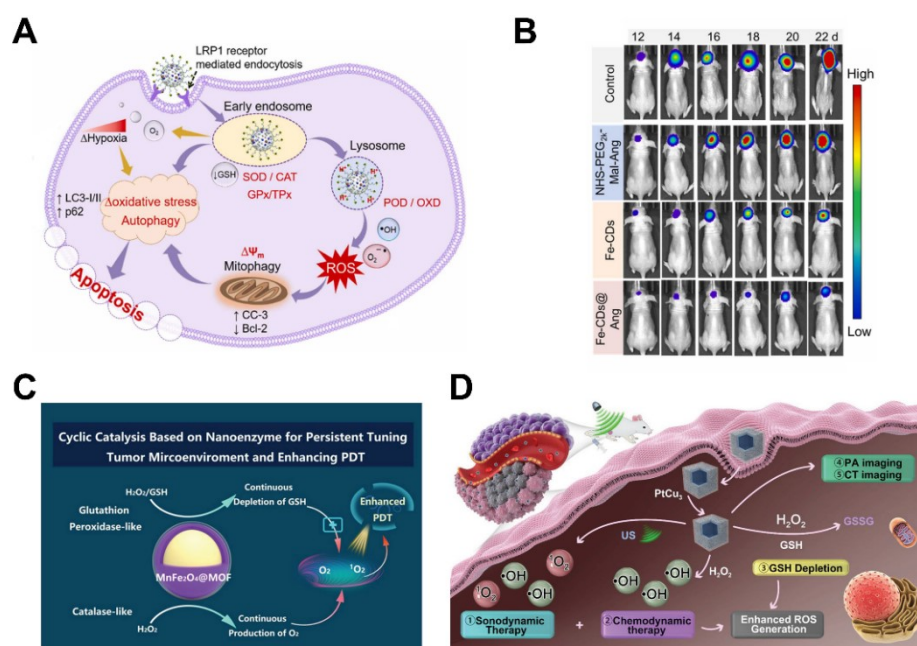 A
LRP1 receptor
mediated endocytosis
Early endosome
O₂
ΔHypoxia
↓GSH
SOD / CAT
GPx/TPx
Lysosome
H⁺
H⁺
H⁺
H⁺
↑ LC3-I/II
↑ p62
Δoxidative stress
Autophagy
POD / OXD
•OH
O₂•⁻
ROS
ΔΨm
Mitophagy
↑ CC-3
↓ Bcl-2
Apoptosis
B
12 14 16 18 20 22 d
Control
NHS-PEG2k-
Mal-Ang
Fe-CDs
Fe-CDs@
Ang
High
Low
C
Cyclic Catalysis Based on Nanoenzyme for Persistent Tuning
Tumor Mircoenviroment and Enhancing PDT
H₂O₂/GSH
Continuous
Depletion of GSH
Glutathion
Peroxidase-like
Enhanced
PDT
MnFe₂O₄@MOF
O₂ ¹O₂
Catalase-like
H₂O₂
Continuous
Production of O₂
D
PtCu₃
④PA imaging
⑤CT imaging
US
H₂O₂
GSH
GSSG
H₂O₂
¹O₂
•OH
¹O₂
•OH
•OH
•OH
•OH
③GSH Depletion
①Sonodynamic
Therapy
+
②Chemodynamic
therapy
Enhanced ROS
Generation